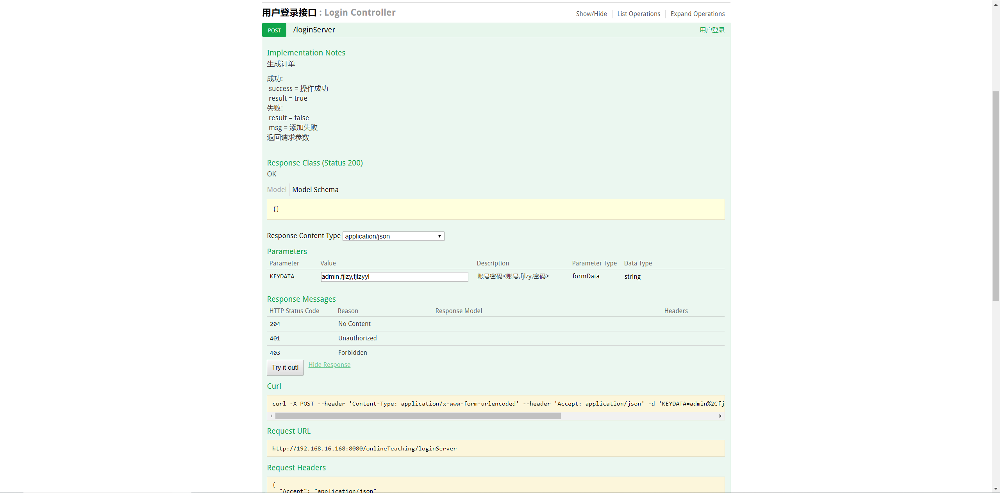 用户登录接口 : Login Controller
Show/Hide
List Operations
Expand Operations
POST
/loginServer
用户登录
Implementation Notes
生成订单
成功:
success = 操作成功
result = true
失败:
result = false
msg = 添加失败
返回请求参数
Response Class (Status 200)
OK
Model
Model Schema
{}
Response Content Type application/json
Parameters
Parameter Value Description Parameter Type Data Type
KEYDATA admin,fjlzy,fjlzyyl 账号密码<账号,fjlzy,密码> formData string
Response Messages
HTTP Status Code Reason Response Model Headers
204 No Content
401 Unauthorized
403 Forbidden
Try it out!
Hide Response
Curl
curl -X POST --header 'Content-Type: application/x-www-form-urlencoded' --header 'Accept: application/json' -d 'KEYDATA=admin%2Cfj
Request URL
http://192.168.16.168:8080/onlineTeaching/loginServer
Request Headers
{
"Accept": "application/json"